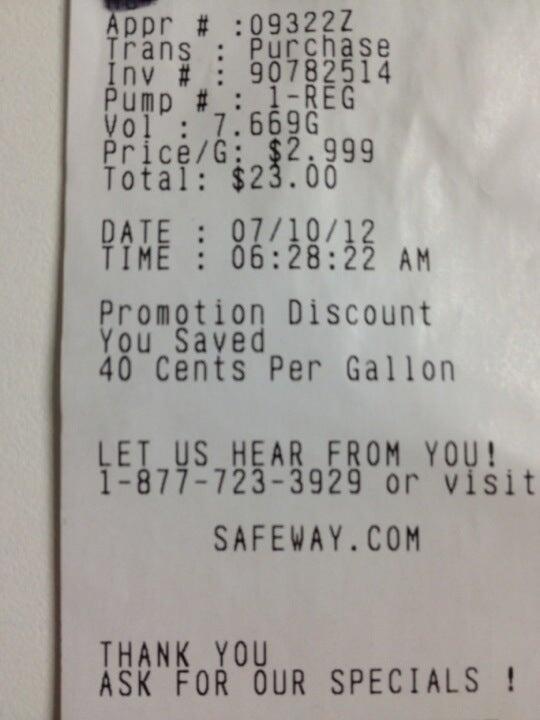 Appr # :09322Z
Trans : Purchase
Inv # : 90782514
Pump # : 1-REG
Vol : 7.669G
Price/G: $2.999
Total: $23.00
DATE : 07/10/12
TIME : 06:28:22 AM
Promotion Discount
You Saved
40 Cents Per Gallon
LET US HEAR FROM YOU!
1-877-723-3929 or visit
SAFEWAY.COM
THANK YOU
ASK FOR OUR SPECIALS !